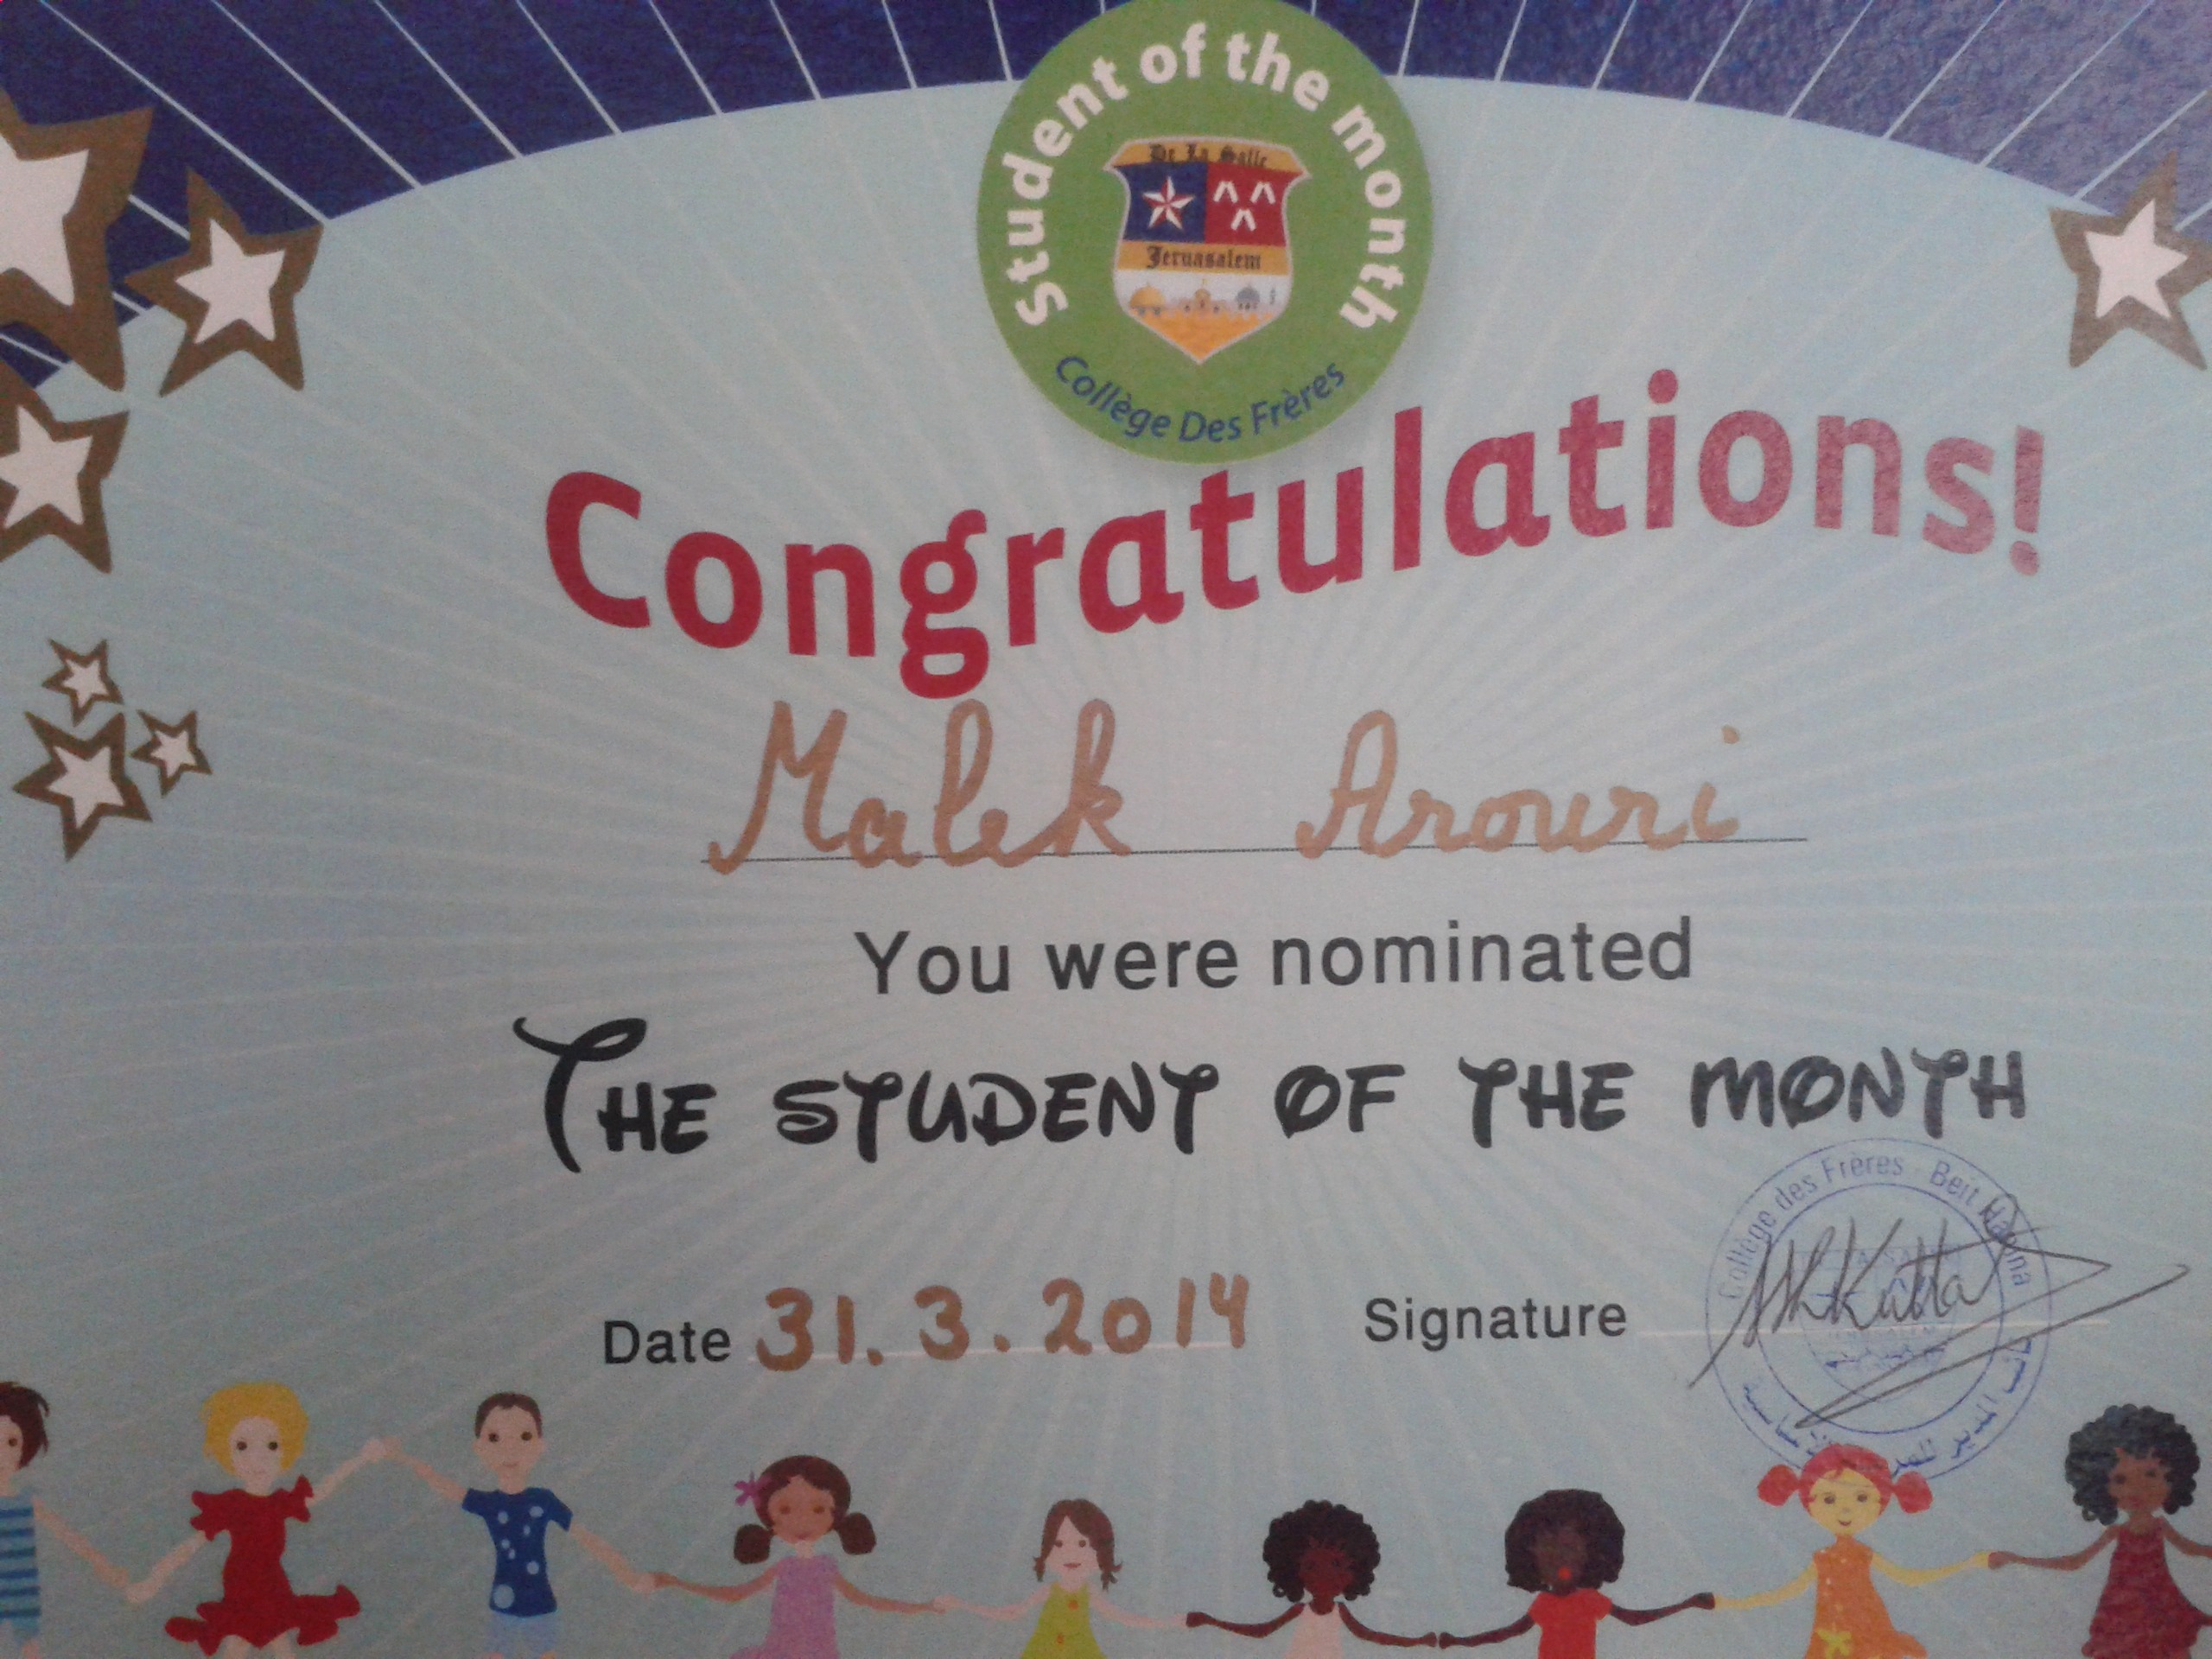 Student of the month
De La Salle
Jeruasalem
Collège Des Frères
Congratulations!
Malek Arouri
You were nominated
The student of the month
Collège des Frères - Beit Hanina
Date 31.3.2014 Signature